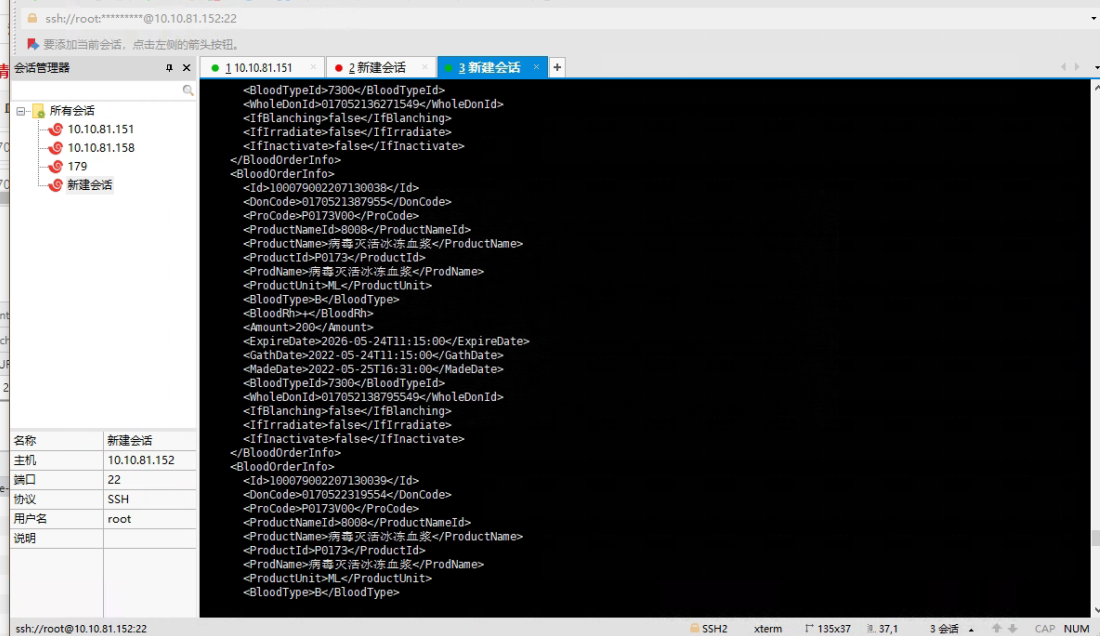 ssh://root:*********@10.10.81.152:22
要添加当前会话，点击左侧的箭头按钮。
会话管理器
1 10.10.81.151
2 新建会话
3 新建会话
所有会话
10.10.81.151
10.10.81.158
179
新建会话
<BloodTypeId>7300</BloodTypeId>
<WholeDonId>017052136271549</WholeDonId>
<IfBlanching>false</IfBlanching>
<IfIrradiate>false</IfIrradiate>
<IfInactivate>false</IfInactivate>
</BloodOrderInfo>
<BloodOrderInfo>
<Id>100079002207130038</Id>
<DonCode>0170521387955</DonCode>
<ProCode>P0173V00</ProCode>
<ProductNameId>8008</ProductNameId>
<ProductName>病毒灭活冰冻血浆</ProductName>
<ProductId>P0173</ProductId>
<ProdName>病毒灭活冰冻血浆</ProdName>
<ProductUnit>ML</ProductUnit>
<BloodType>B</BloodType>
<BloodRh>+</BloodRh>
<Amount>200</Amount>
<ExpireDate>2026-05-24T11:15:00</ExpireDate>
<GathDate>2022-05-24T11:15:00</GathDate>
<MadeDate>2022-05-25T16:31:00</MadeDate>
<BloodTypeId>7300</BloodTypeId>
<WholeDonId>017052138795549</WholeDonId>
<IfBlanching>false</IfBlanching>
<IfIrradiate>false</IfIrradiate>
<IfInactivate>false</IfInactivate>
</BloodOrderInfo>
<BloodOrderInfo>
<Id>100079002207130039</Id>
<DonCode>0170522319554</DonCode>
<ProCode>P0173V00</ProCode>
<ProductNameId>8008</ProductNameId>
<ProductName>病毒灭活冰冻血浆</ProductName>
<ProductId>P0173</ProductId>
<ProdName>病毒灭活冰冻血浆</ProdName>
<ProductUnit>ML</ProductUnit>
<BloodType>B</BloodType>
名称 新建会话
主机 10.10.81.152
端口 22
协议 SSH
用户名 root
说明
ssh://root@10.10.81.152:22
SSH2 xterm 135x37 37,1 3 会话 CAP NUM